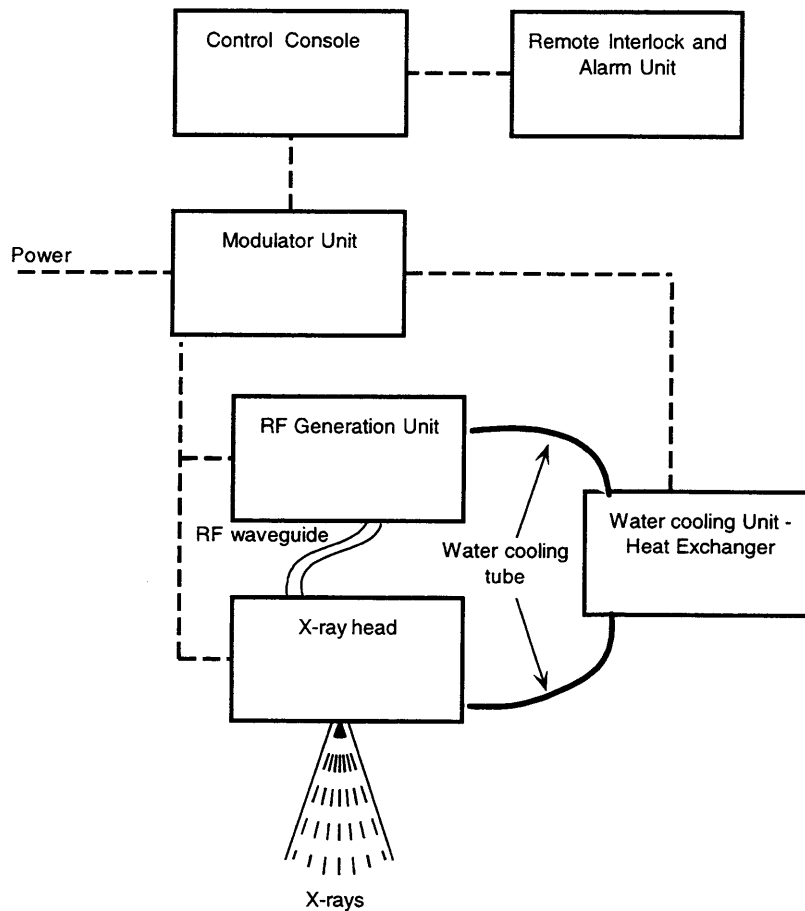 Control Console
Remote Interlock and
Alarm Unit
Modulator Unit
Power
RF Generation Unit
RF waveguide
Water cooling
tube
Water cooling Unit -
Heat Exchanger
X-ray head
X-rays